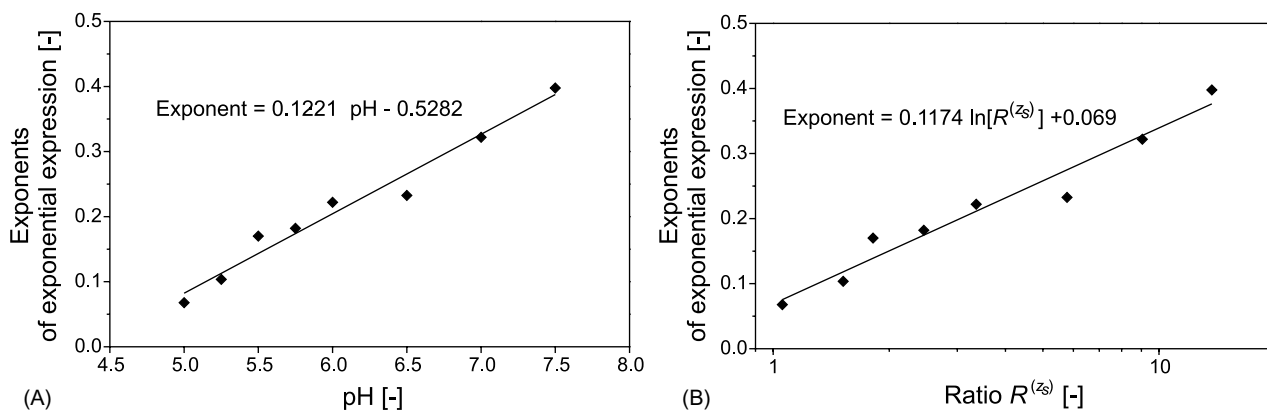 0.5
0.4
0.3
0.2
0.1
0.0
Exponents
of exponential expression [-]
Exponent = 0.1221 pH - 0.5282
4.5 5.0 5.5 6.0 6.5 7.0 7.5 8.0
(A)
pH [-]
0.5
0.4
0.3
0.2
0.1
0.0
Exponents
of exponential expression [-]
Exponent = 0.1174 ln[R^(zs)] +0.069
1 10
(B)
Ratio R^(zs) [-]